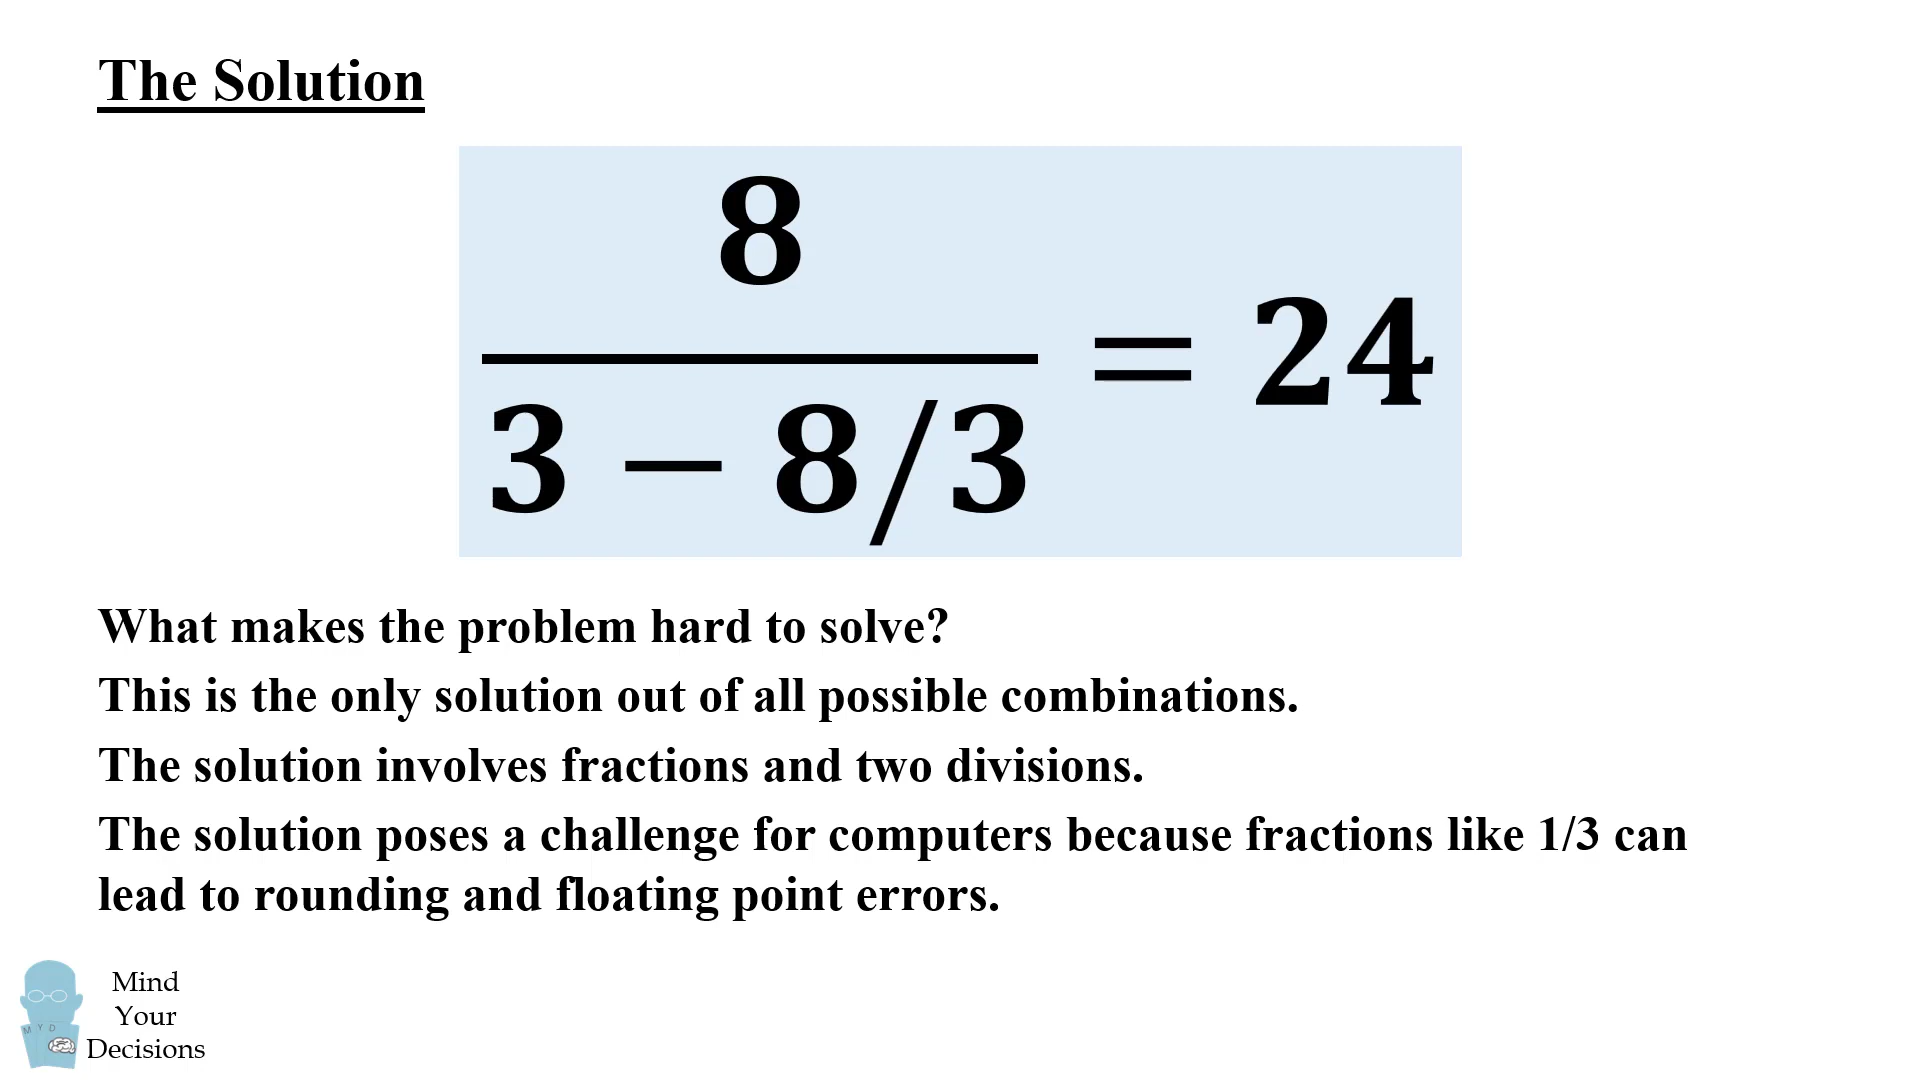 The Solution
8
3 − 8/3
= 24
What makes the problem hard to solve?
This is the only solution out of all possible combinations.
The solution involves fractions and two divisions.
The solution poses a challenge for computers because fractions like 1/3 can
lead to rounding and floating point errors.
M Y D
Mind
Your
Decisions